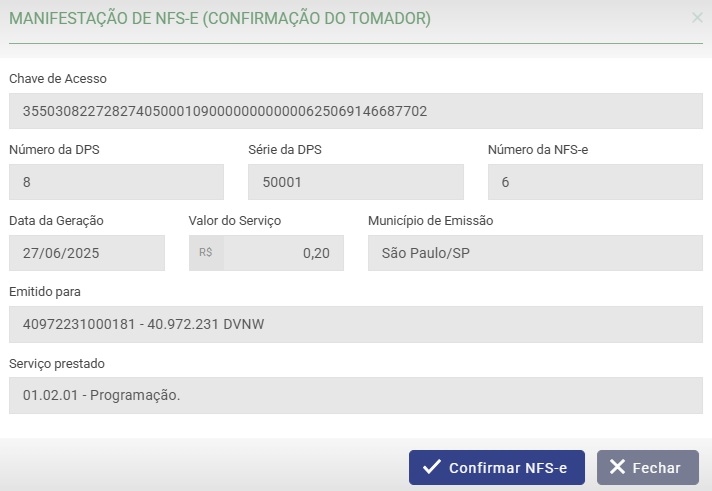 MANIFESTAÇÃO DE NFS-E (CONFIRMAÇÃO DO TOMADOR)
Chave de Acesso
35503082272827405000109000000000000625069146687702
Número da DPS Série da DPS Número da NFS-e
8 50001 6
Data da Geração Valor do Serviço Município de Emissão
27/06/2025 R$ 0,20 São Paulo/SP
Emitido para
40972231000181 - 40.972.231 DVNW
Serviço prestado
01.02.01 - Programação.
Confirmar NFS-e Fechar